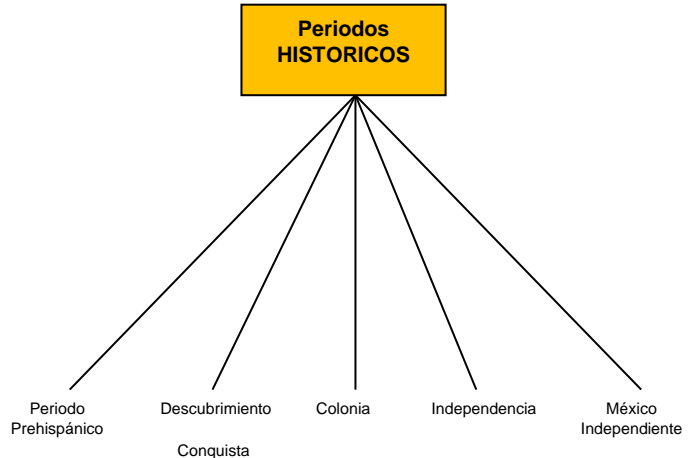 Periodos
HISTORICOS
Periodo
Prehispánico
Descubrimiento
Conquista
Colonia
Independencia
México
Independiente